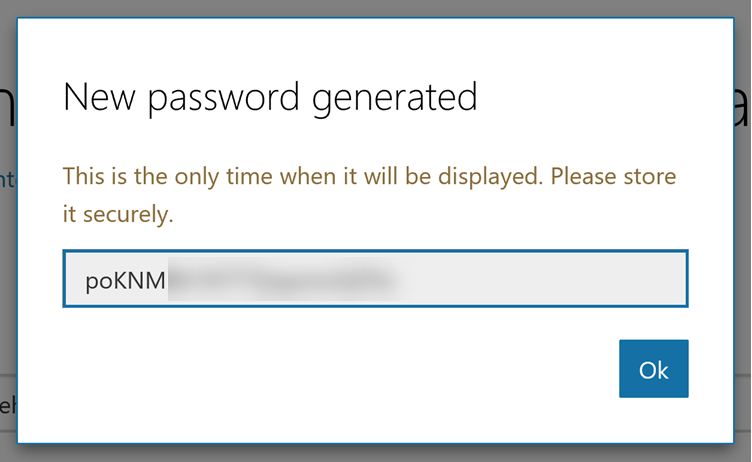 New password generated
This is the only time when it will be displayed. Please store
it securely.
poKNM
Ok